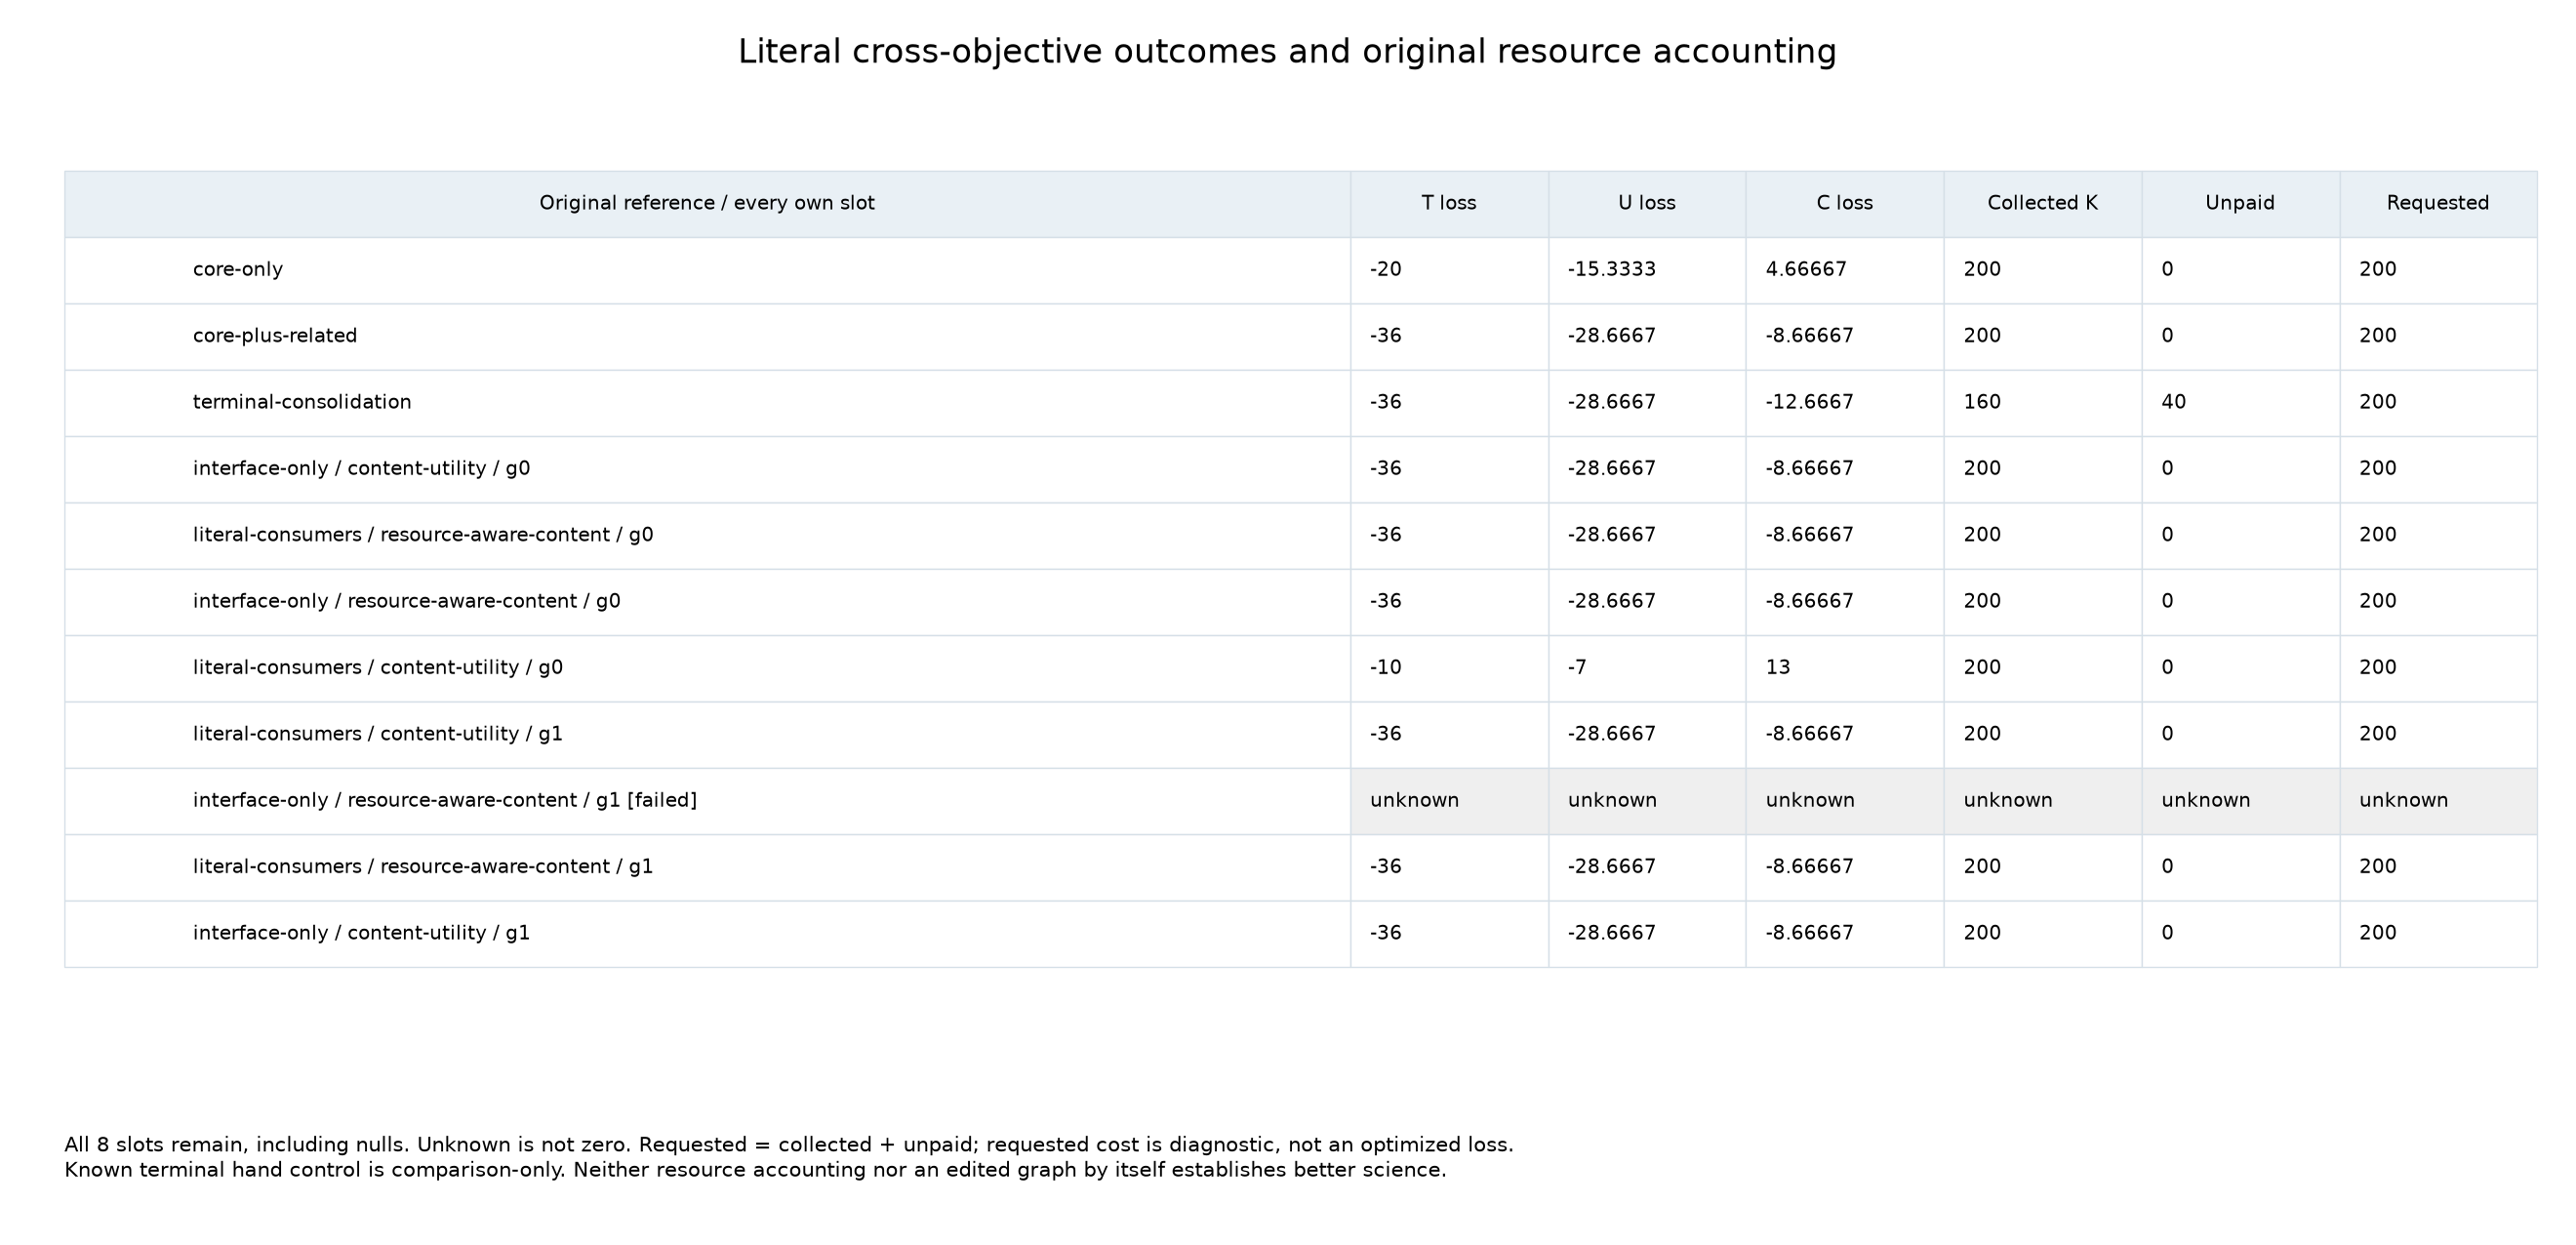 Literal cross-objective outcomes and original resource accounting
Original reference / every own slot T loss U loss C loss Collected K Unpaid Requested
core-only -20 -15.3333 4.66667 200 0 200
core-plus-related -36 -28.6667 -8.66667 200 0 200
terminal-consolidation -36 -28.6667 -12.6667 160 40 200
interface-only / content-utility / g0 -36 -28.6667 -8.66667 200 0 200
literal-consumers / resource-aware-content / g0 -36 -28.6667 -8.66667 200 0 200
interface-only / resource-aware-content / g0 -36 -28.6667 -8.66667 200 0 200
literal-consumers / content-utility / g0 -10 -7 13 200 0 200
literal-consumers / content-utility / g1 -36 -28.6667 -8.66667 200 0 200
interface-only / resource-aware-content / g1 [failed] unknown unknown unknown unknown unknown unknown
literal-consumers / resource-aware-content / g1 -36 -28.6667 -8.66667 200 0 200
interface-only / content-utility / g1 -36 -28.6667 -8.66667 200 0 200
All 8 slots remain, including nulls. Unknown is not zero. Requested = collected + unpaid; requested cost is diagnostic, not an optimized loss.
Known terminal hand control is comparison-only. Neither resource accounting nor an edited graph by itself establishes better science.